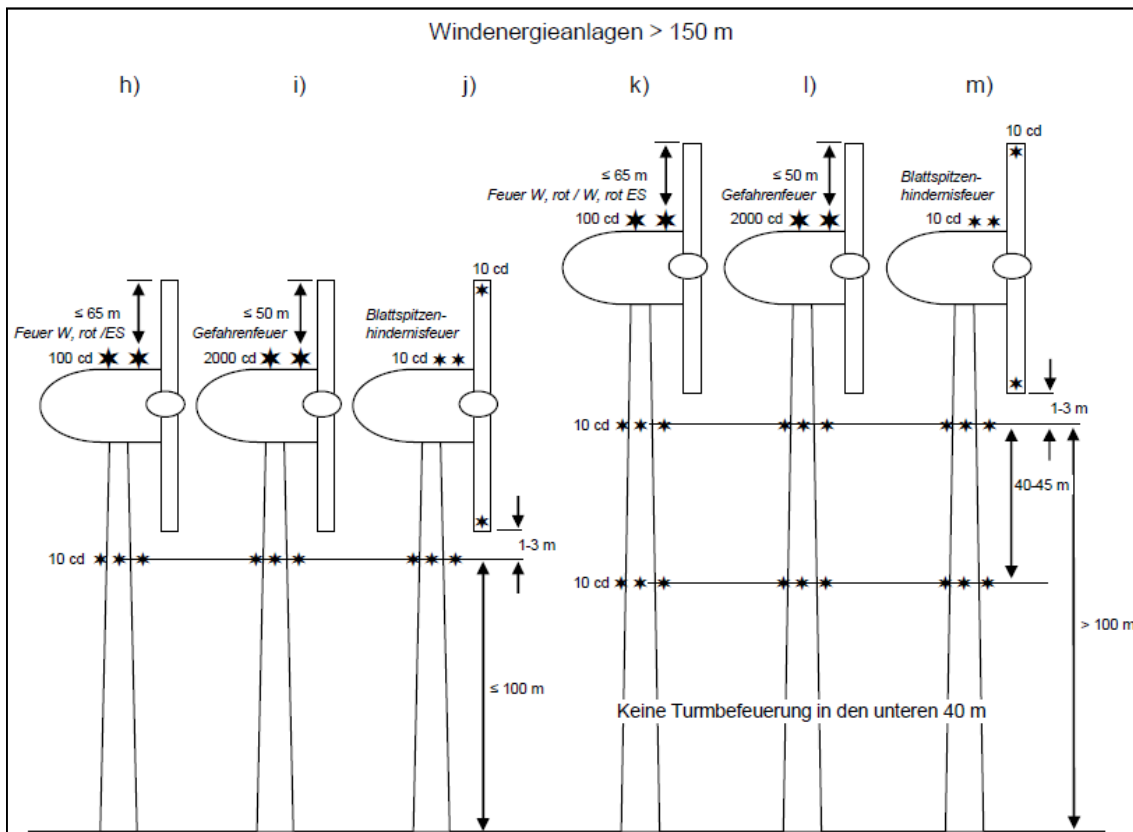 Windenergieanlagen > 150 m
h)
i)
j)
k)
l)
m)
≤ 65 m
Feuer W, rot /ES
100 cd
≤ 50 m
Gefahrenfeuer
2000 cd
10 cd
Blattspitzen-
hindernisfeuer
10 cd
1-3 m
10 cd
≤ 100 m
≤ 65 m
Feuer W, rot / W, rot ES
100 cd
≤ 50 m
Gefahrenfeuer
2000 cd
10 cd
Blattspitzen-
hindernisfeuer
10 cd
1-3 m
10 cd
40-45 m
10 cd
> 100 m
Keine Turmbefeuerung in den unteren 40 m